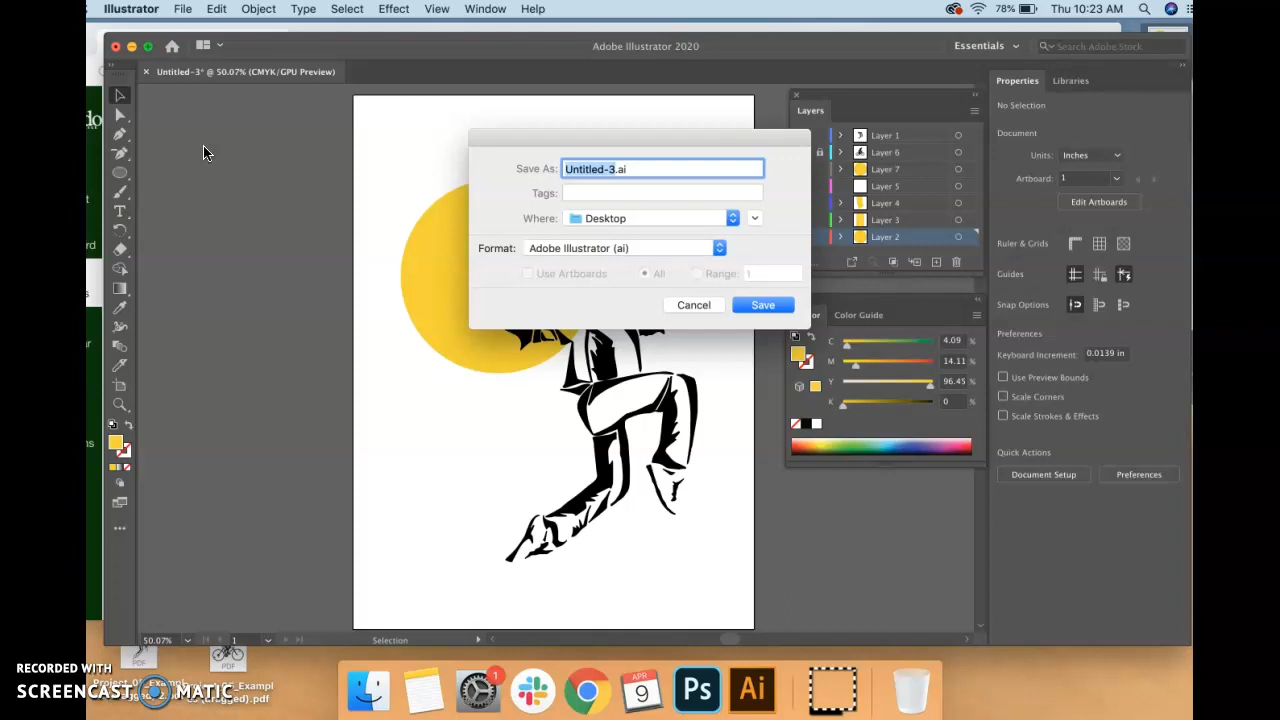 Illustrator File Edit Object Type Select Effect View Window Help 78% Thu 10:23 AM
Adobe Illustrator 2020 Essentials Search Adobe Stock
Untitled-3* @ 50.07% (CMYK/GPU Preview)
Properties Libraries
Layers
No Selection
Document
Layer 1
Layer 6
Layer 7
Layer 5
Layer 4
Layer 3
Layer 2
Units: Inches
Artboard: 1
Edit Artboards
Save As: Untitled-3.ai
Tags:
Where: Desktop
Format: Adobe Illustrator (ai)
Use Artboards All Range: 1
Cancel Save
Ruler & Grids
Guides
Snap Options
Color Guide
C 4.09 %
M 14.11 %
Y 96.45 %
K 0 %
Preferences
Keyboard Increment: 0.0139 in
Use Preview Bounds
Scale Corners
Scale Strokes & Effects
Quick Actions
Document Setup Preferences
50.07% 1 Selection
PDF PDF
RECORDED WITH
SCREENCAST MATIC
1
APR
9
Ps
Ai